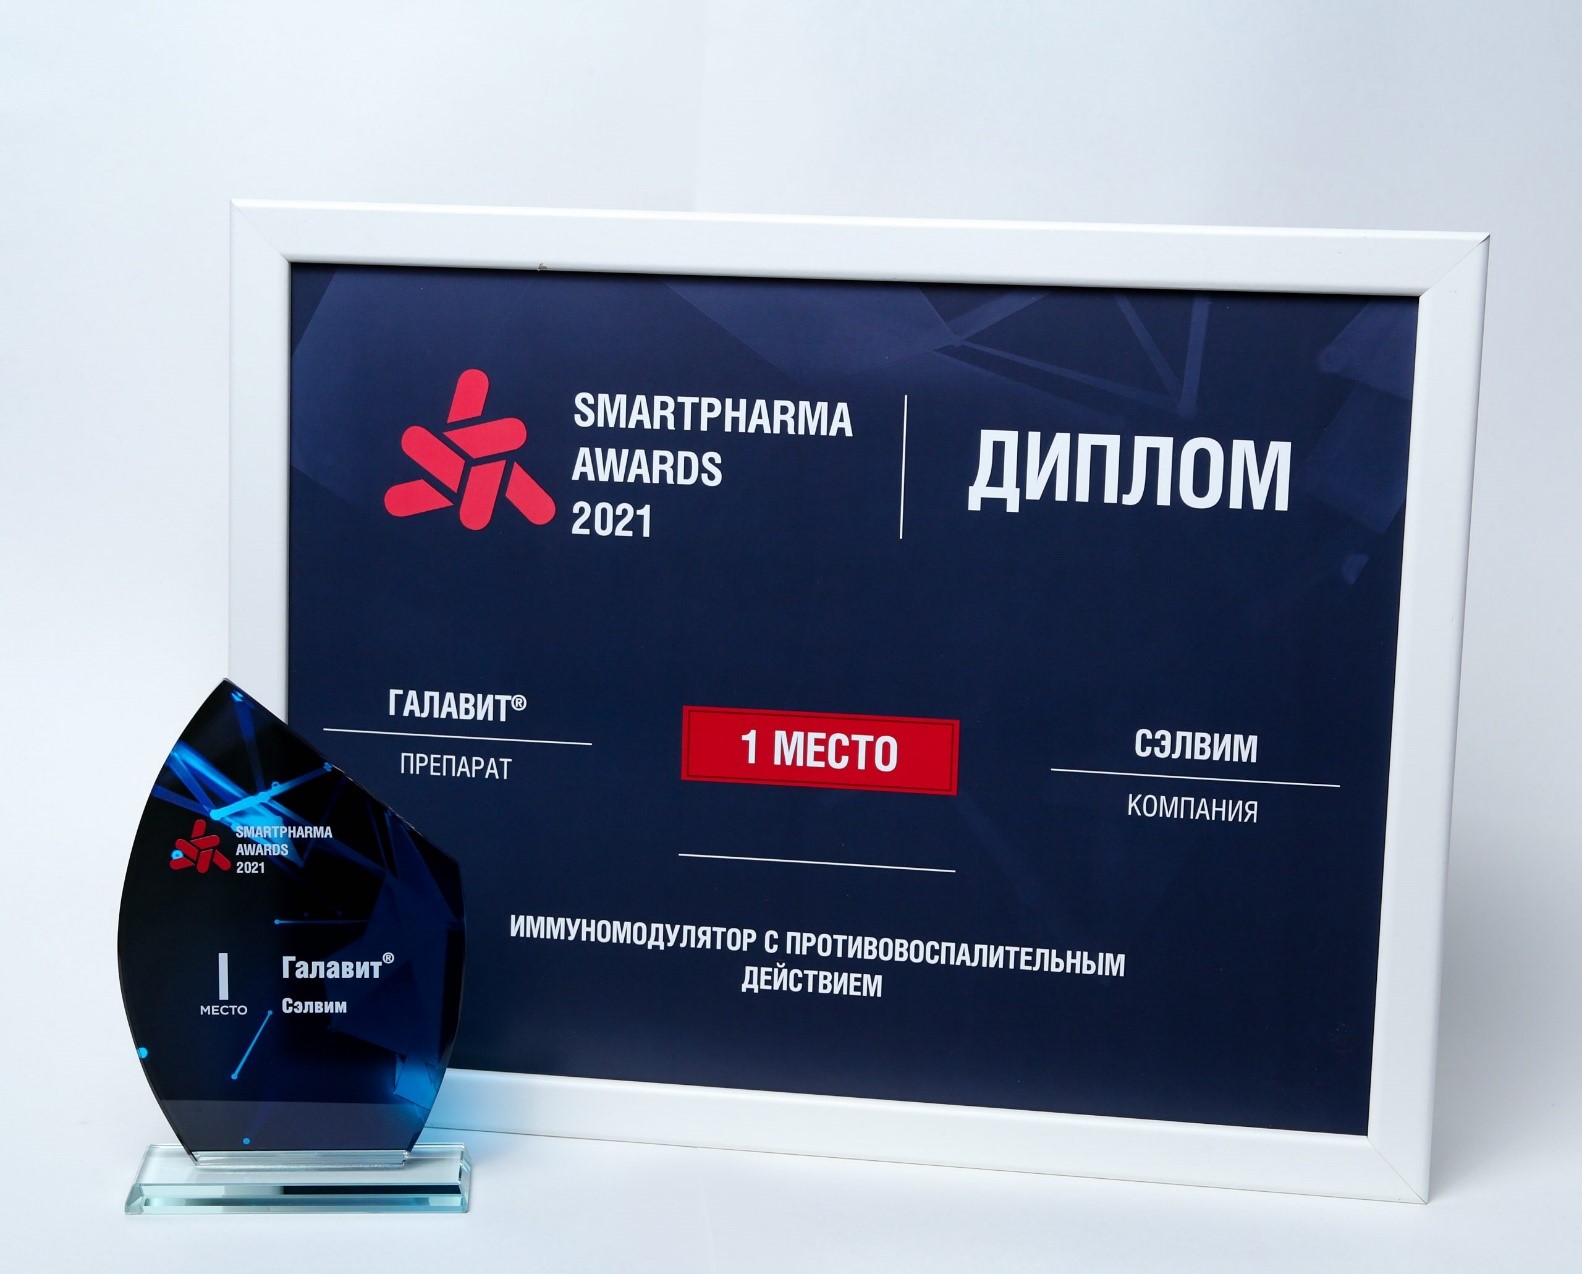 SMARTPHARMA
AWARDS
2021
ДИПЛОМ
ГАЛАВИТ®
ПРЕПАРАТ
1 МЕСТО
СЭЛВИМ
КОМПАНИЯ
ИММУНОМОДУЛЯТОР С ПРОТИВОВОСПАЛИТЕЛЬНЫМ
ДЕЙСТВИЕМ
SMARTPHARMA
AWARDS
2021
I
МЕСТО
Галавит®
Сэлвим